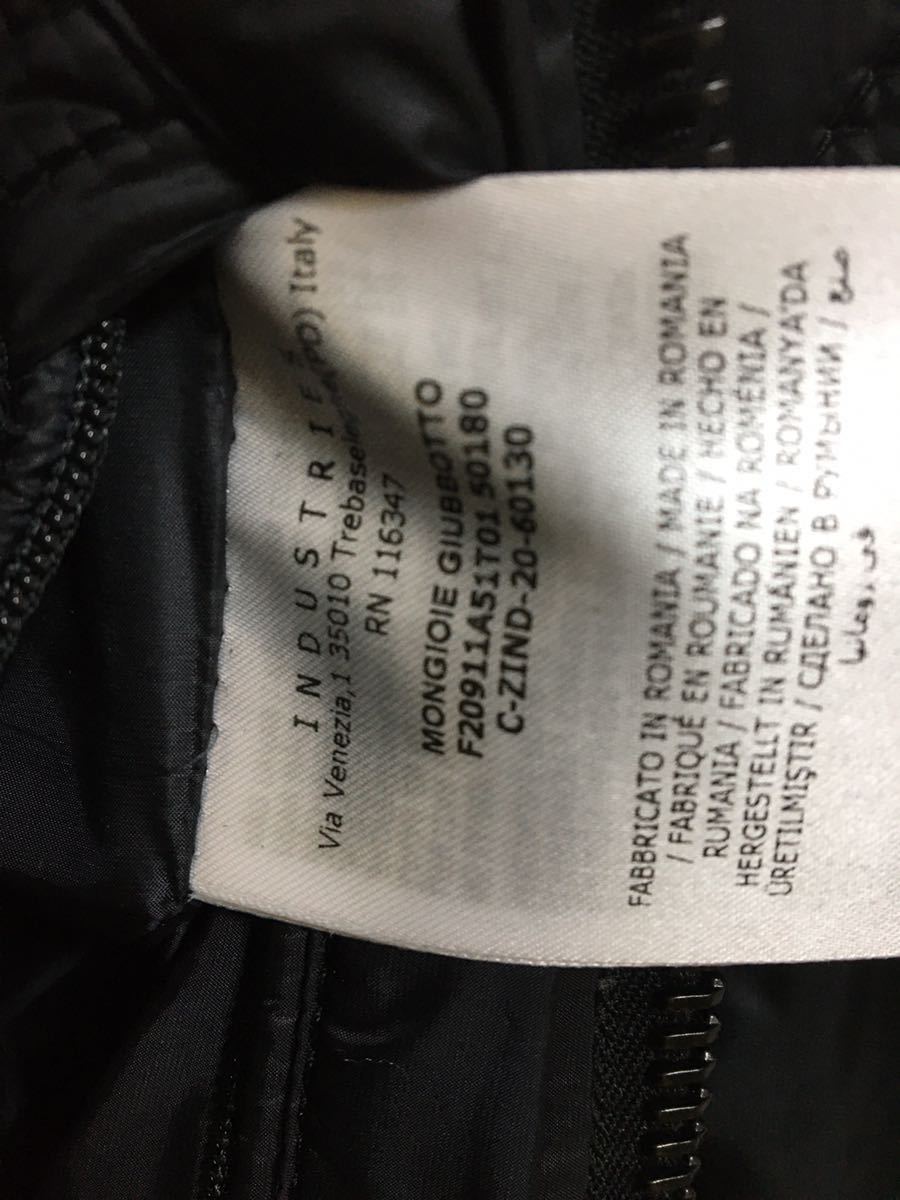 INDUSTRIES
Via Venezia,1 35010 Trebaseleghe (PD) Italy
RN 116347
MONGIOIE GIUBBOTTO
F20911A51T01 50180
C-ZIND-20-60130
FABBRICATO IN ROMANIA / MADE IN ROMANIA
/ FABRIQUÉ EN ROUMANIE / HECHO EN
RUMANIA / FABRICADO NA ROMÉNIA /
HERGESTELLT IN RUMÄNIEN / ROMANYA'DA
ÜRETILMIŞTIR / СДЕЛАНО В РУМЫНИИ / صنع
في رومانيا